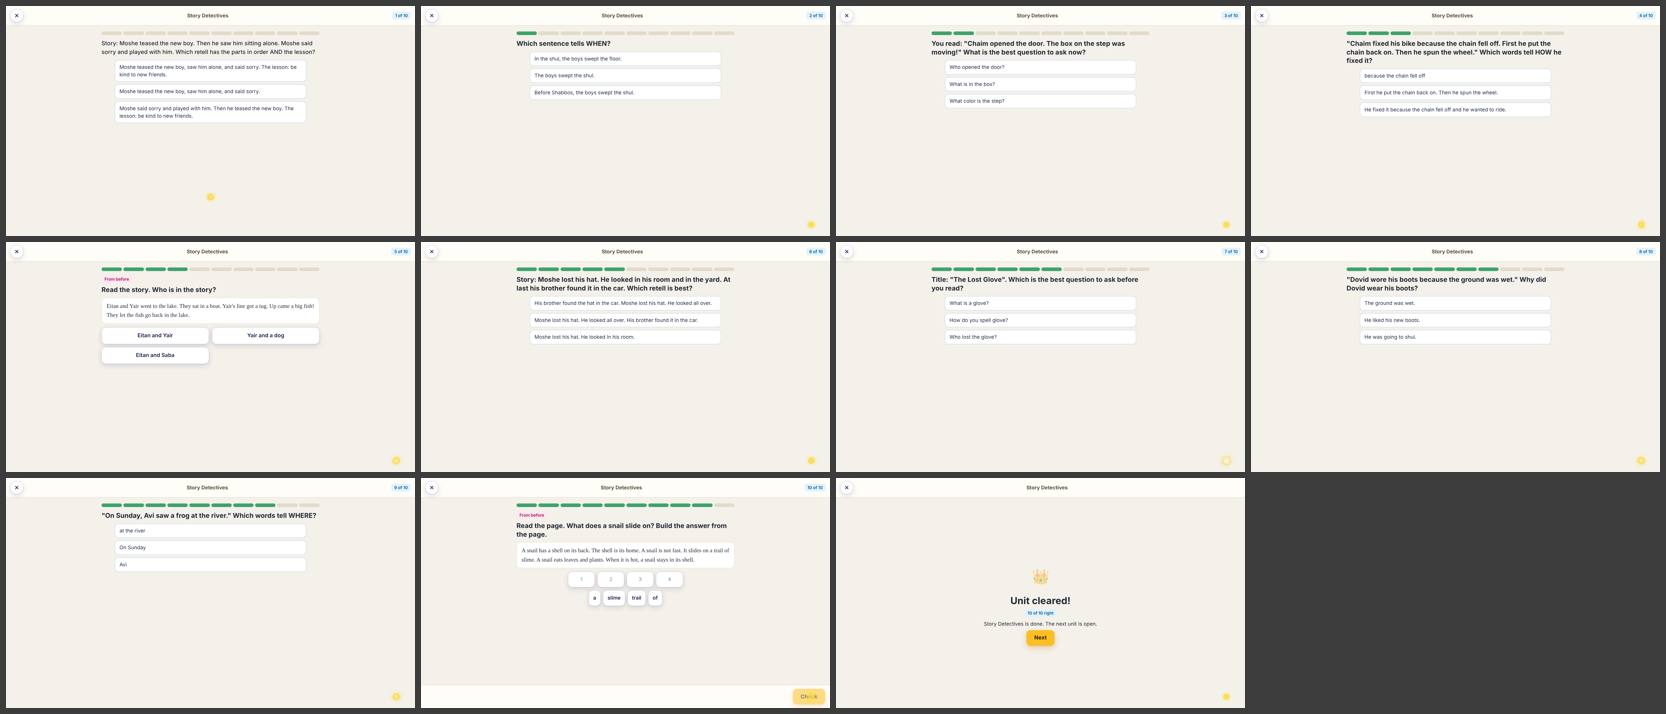 ✕
Story Detectives
1 of 10
Story: Moshe teased the new boy. Then he saw him sitting alone. Moshe said
sorry and played with him. Which retell has the parts in order AND the lesson?
Moshe teased the new boy, saw him alone, and said sorry. The lesson: be
kind to new friends.
Moshe teased the new boy, saw him alone, and said sorry.
Moshe said sorry and played with him. Then he teased the new boy. The
lesson: be kind to new friends.
✕
Story Detectives
2 of 10
Which sentence tells WHEN?
In the shul, the boys swept the floor.
The boys swept the shul.
Before Shabbos, the boys swept the shul.
✕
Story Detectives
3 of 10
You read: "Chaim opened the door. The box on the step was
moving!" What is the best question to ask now?
Who opened the door?
What is in the box?
What color is the step?
✕
Story Detectives
4 of 10
"Chaim fixed his bike because the chain fell off. First he put the
chain back on. Then he spun the wheel." Which words tell HOW he
fixed it?
because the chain fell off
First he put the chain back on. Then he spun the wheel.
He fixed it because the chain fell off and he wanted to ride.
✕
Story Detectives
5 of 10
From before
Read the story. Who is in the story?
Eitan and Yair went to the lake. They sat in a boat. Yair's line got a tug. Up came a big fish!
They let the fish go back in the lake.
Eitan and Yair
Yair and a dog
Eitan and Saba
✕
Story Detectives
6 of 10
Story: Moshe lost his hat. He looked in his room and in the yard. At
last his brother found it in the car. Which retell is best?
His brother found the hat in the car. Moshe lost his hat. He looked all over.
Moshe lost his hat. He looked all over. His brother found it in the car.
Moshe lost his hat. He looked in his room.
✕
Story Detectives
7 of 10
Title: "The Lost Glove". Which is the best question to ask before
you read?
What is a glove?
How do you spell glove?
Who lost the glove?
✕
Story Detectives
8 of 10
"Dovid wore his boots because the ground was wet." Why did
Dovid wear his boots?
The ground was wet.
He liked his new boots.
He was going to shul.
✕
Story Detectives
9 of 10
"On Sunday, Avi saw a frog at the river." Which words tell WHERE?
at the river
On Sunday
Avi
✕
Story Detectives
10 of 10
From before
Read the page. What does a snail slide on? Build the answer from
the page.
A snail has a shell on its back. The shell is its home. A snail is not fast. It slides on a trail of
slime. A snail eats leaves and plants. When it is hot, a snail stays in its shell.
1 2 3 4
a slime trail of
Check
✕
Story Detectives
Unit cleared!
10 of 10 right
Story Detectives is done. The next unit is open.
Next